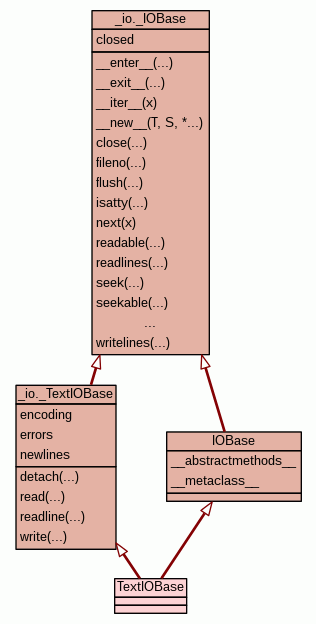 _io._IOBase
closed
__enter__(...)
__exit__(...)
__iter__(x)
__new__(T, S, *...)
close(...)
fileno(...)
flush(...)
isatty(...)
next(x)
readable(...)
readlines(...)
seek(...)
seekable(...)
...
writelines(...)
_io._TextIOBase
encoding
errors
newlines
detach(...)
read(...)
readline(...)
write(...)
IOBase
__abstractmethods__
__metaclass__
TextIOBase